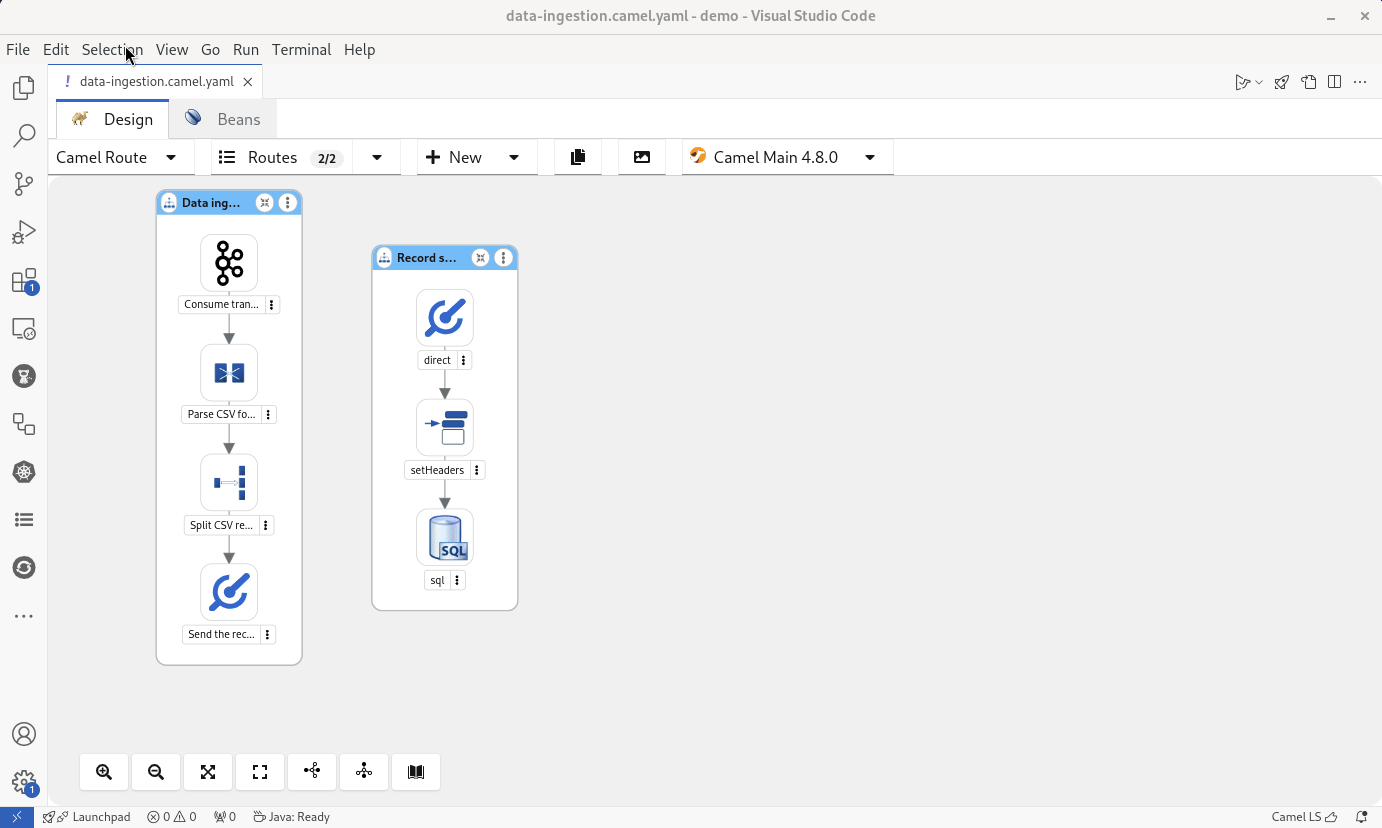 data-ingestion.camel.yaml - demo - Visual Studio Code
File Edit Selection View Go Run Terminal Help
! data-ingestion.camel.yaml
Design Beans
Camel Route Routes 2/2 New Camel Main 4.8.0
Data ing...
Consume tran...
Parse CSV fo...
Split CSV re...
Send the rec...
Record s...
direct
setHeaders
SQL
sql
1
1
Launchpad 0 0 0 Java: Ready Camel LS